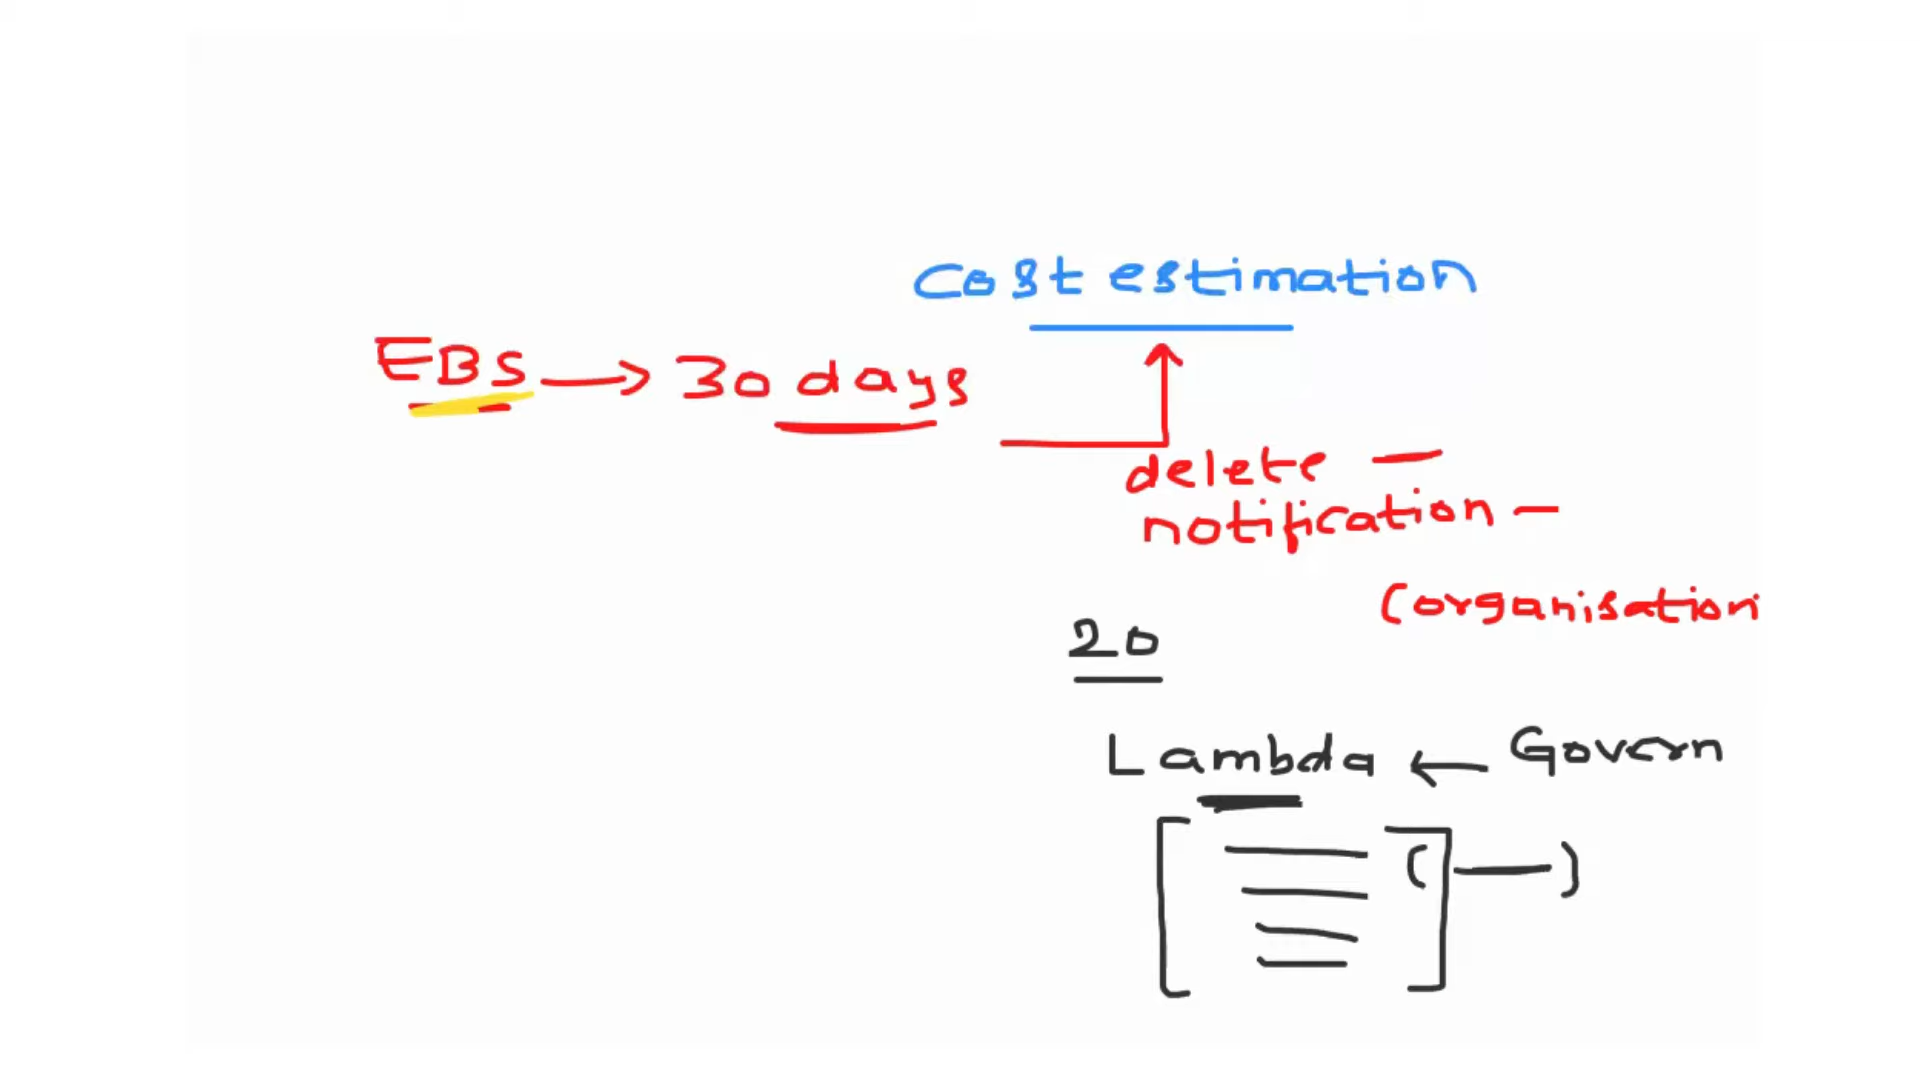 Cost estimation
EBS → 30 days
delete —
notification —
(organisation
20
Lambda ← Govern